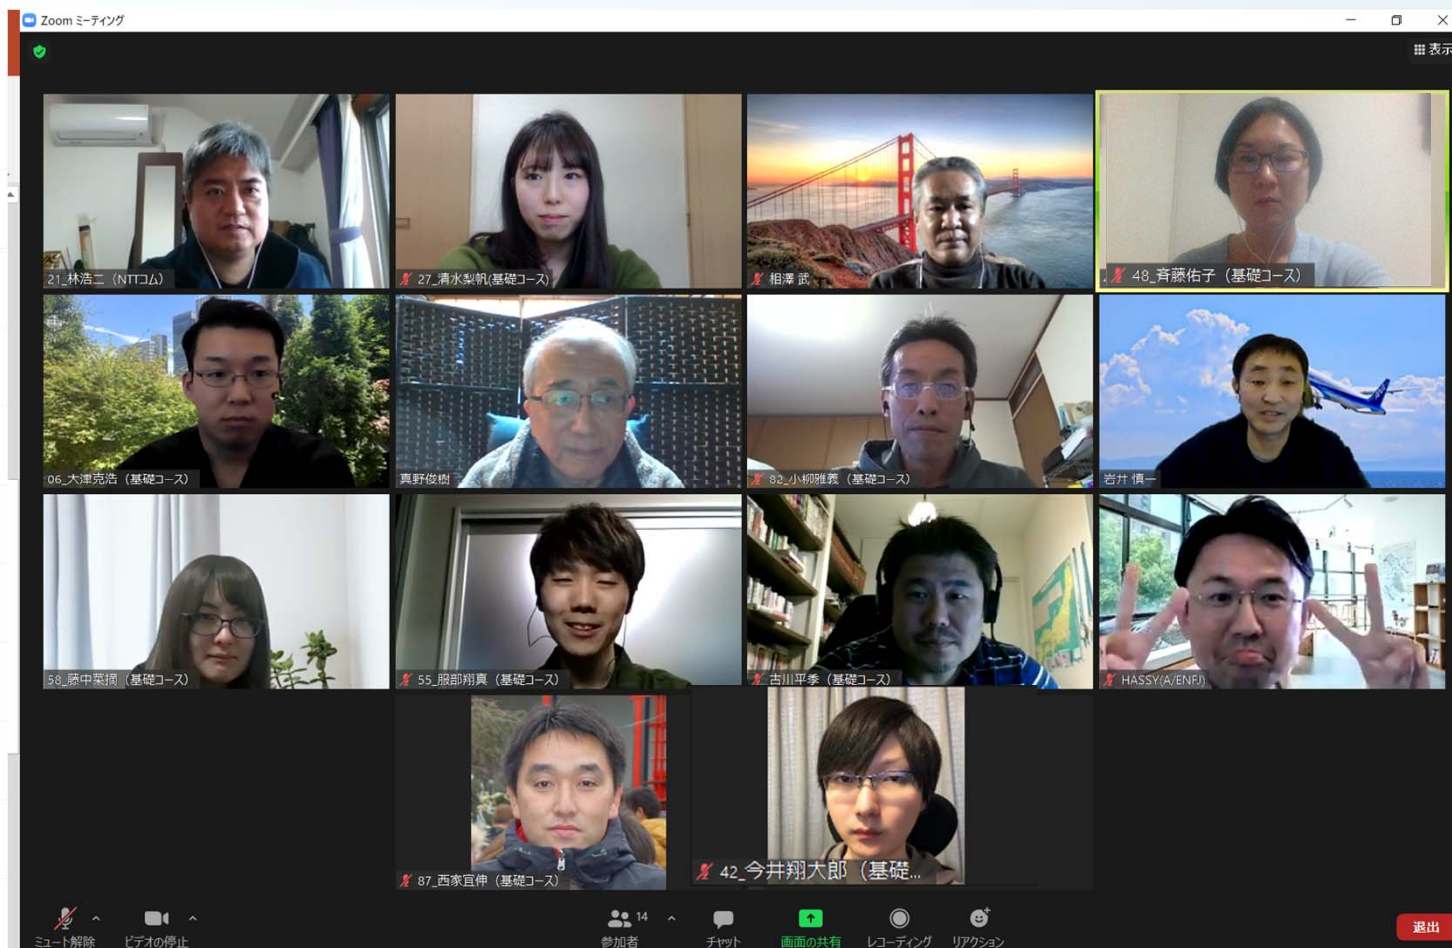 Zoom ミーティング
表示
21_林浩二（NTTコム）
27_清水梨帆(基礎コース)
相澤 武
48_斉藤佑子（基礎コース）
06_大津克浩（基礎コース）
真野俊樹
82_小柳雅義（基礎コース）
岩井 慎一
58_藤中菜摘（基礎コース）
55_服部翔真（基礎コース）
古川平季（基礎コース）
HASSY(A/ENFJ)
87_西家宜伸（基礎コース）
42_今井翔大郎（基礎...
14
ミュート解除
ビデオの停止
参加者
チャット
画面の共有
レコーディング
リアクション
退出